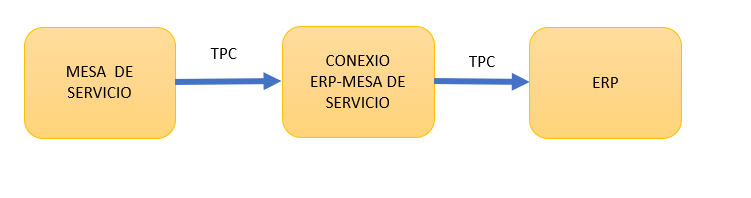 MESA DE
SERVICIO
TPC
CONEXIO
ERP-MESA DE
SERVICIO
TPC
ERP